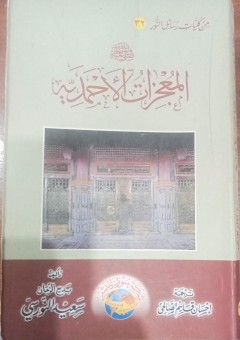 من كليات رسائل النور
المعجزات الأحمدية
تأليف
بديع الزمان
سعيد النورسي
ترجمة
إحسان قاسم الصالحي